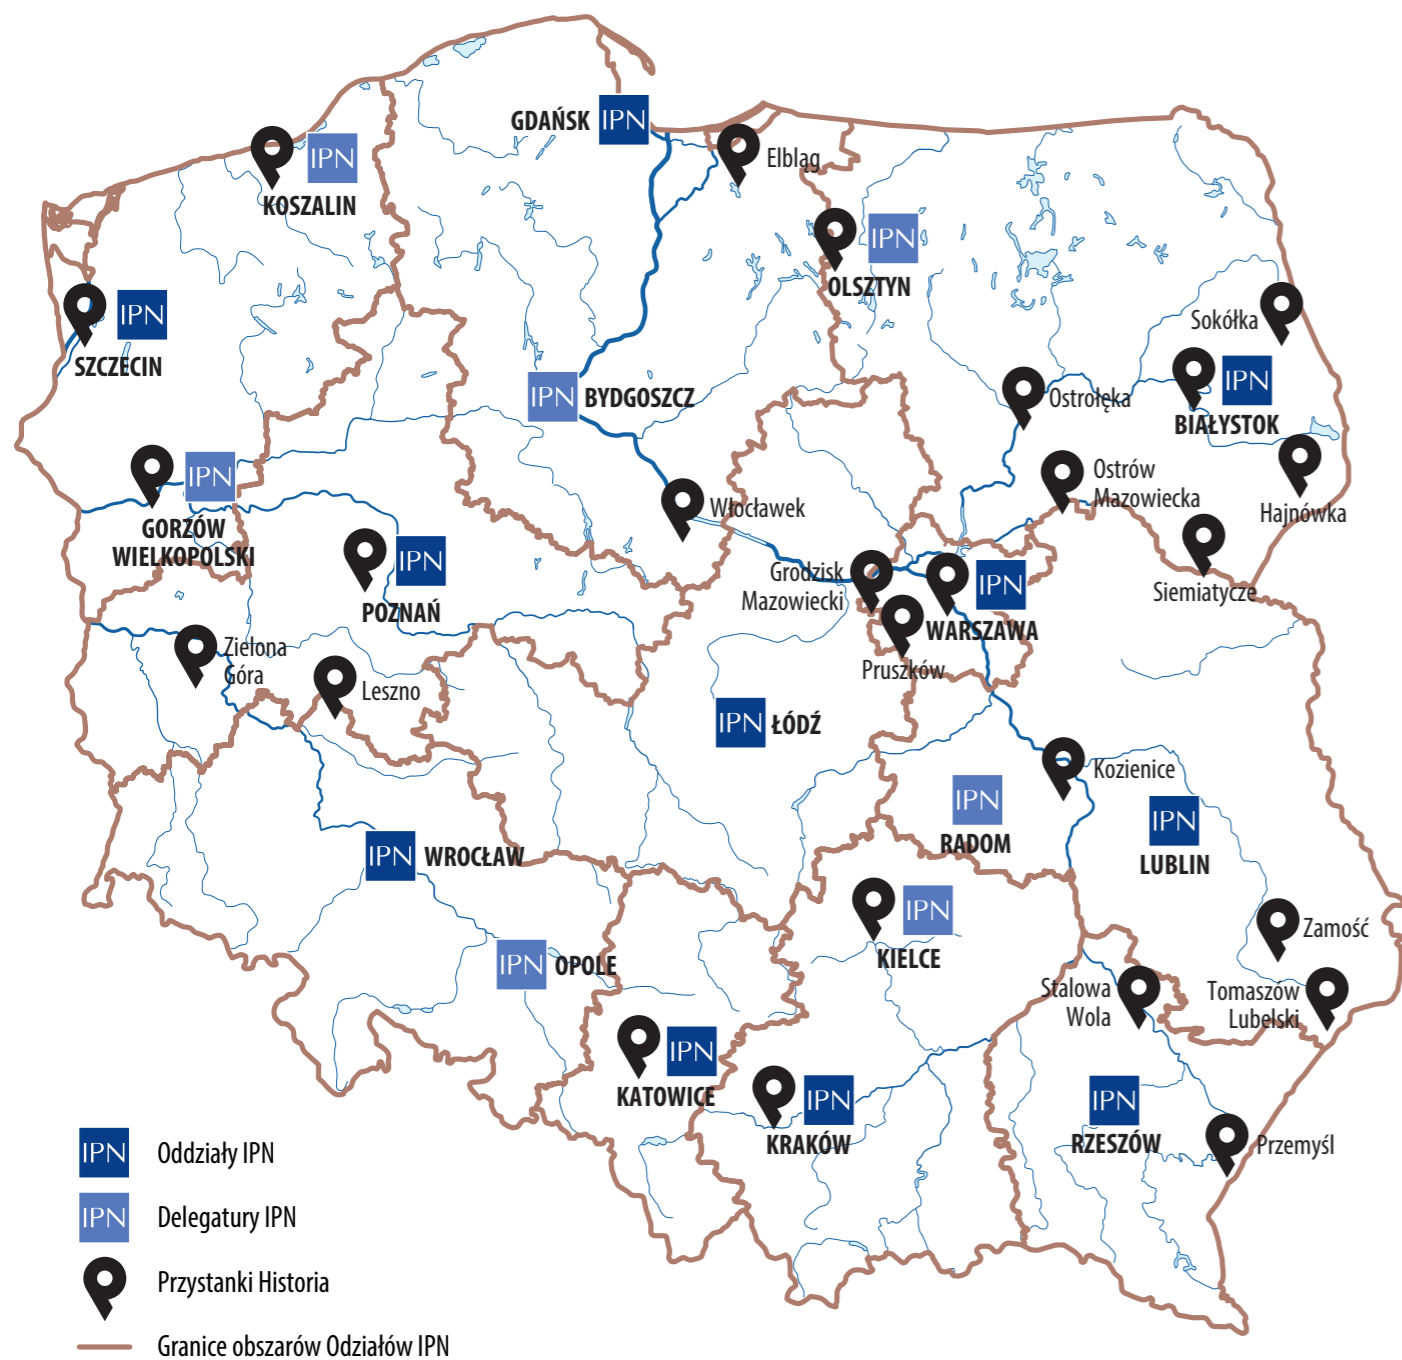 GDAŃSK IPN
Elbląg
IPN
KOSZALIN
IPN
OLSZTYN
IPN
SZCZECIN
Sokółka
IPN
BIAŁYSTOK
IPN BYDGOSZCZ
Ostrołęka
IPN
GORZÓW
WIELKOPOLSKI
Włocławek
Ostrów
Mazowiecka
Hajnówka
IPN
POZNAŃ
Grodzisk
Mazowiecki
IPN
WARSZAWA
Siemiatycze
Zielona
Góra
Leszno
Pruszków
IPN ŁÓDŹ
Kozienice
IPN
RADOM
IPN
LUBLIN
IPN WROCŁAW
IPN
KIELCE
Zamość
IPN OPOLE
Stalowa
Wola
Tomaszów
Lubelski
IPN
KATOWICE
IPN
KRAKÓW
IPN
RZESZÓW
Przemyśl
IPN Oddziały IPN
IPN Delegatury IPN
Przystanki Historia
Granice obszarów Odziałów IPN